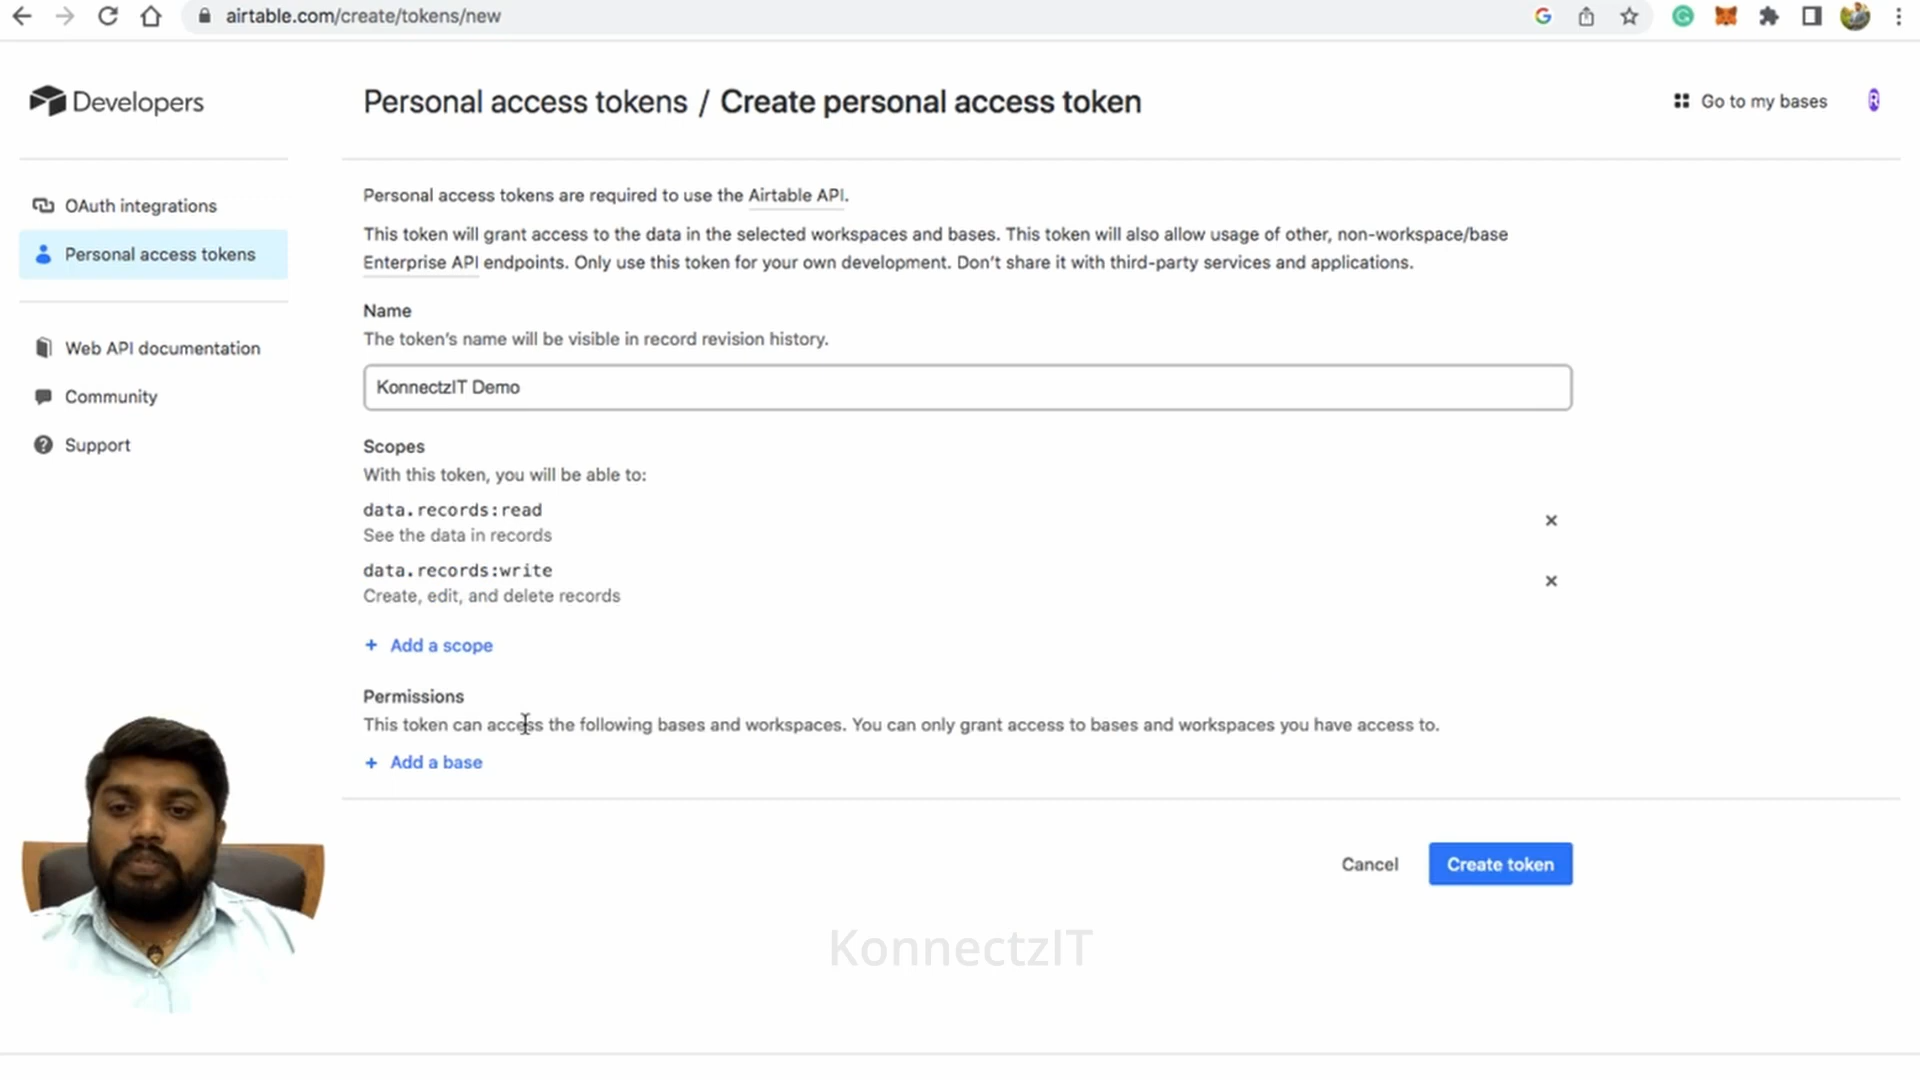 airtable.com/create/tokens/new
Developers
Personal access tokens / Create personal access token
Go to my bases
R
OAuth integrations
Personal access tokens
Web API documentation
Community
Support
Personal access tokens are required to use the Airtable API.
This token will grant access to the data in the selected workspaces and bases. This token will also allow usage of other, non-workspace/base
Enterprise API endpoints. Only use this token for your own development. Don't share it with third-party services and applications.
Name
The token's name will be visible in record revision history.
KonnectzIT Demo
Scopes
With this token, you will be able to:
data.records:read
See the data in records
data.records:write
Create, edit, and delete records
+ Add a scope
Permissions
This token can access the following bases and workspaces. You can only grant access to bases and workspaces you have access to.
+ Add a base
Cancel
Create token
KonnectzIT